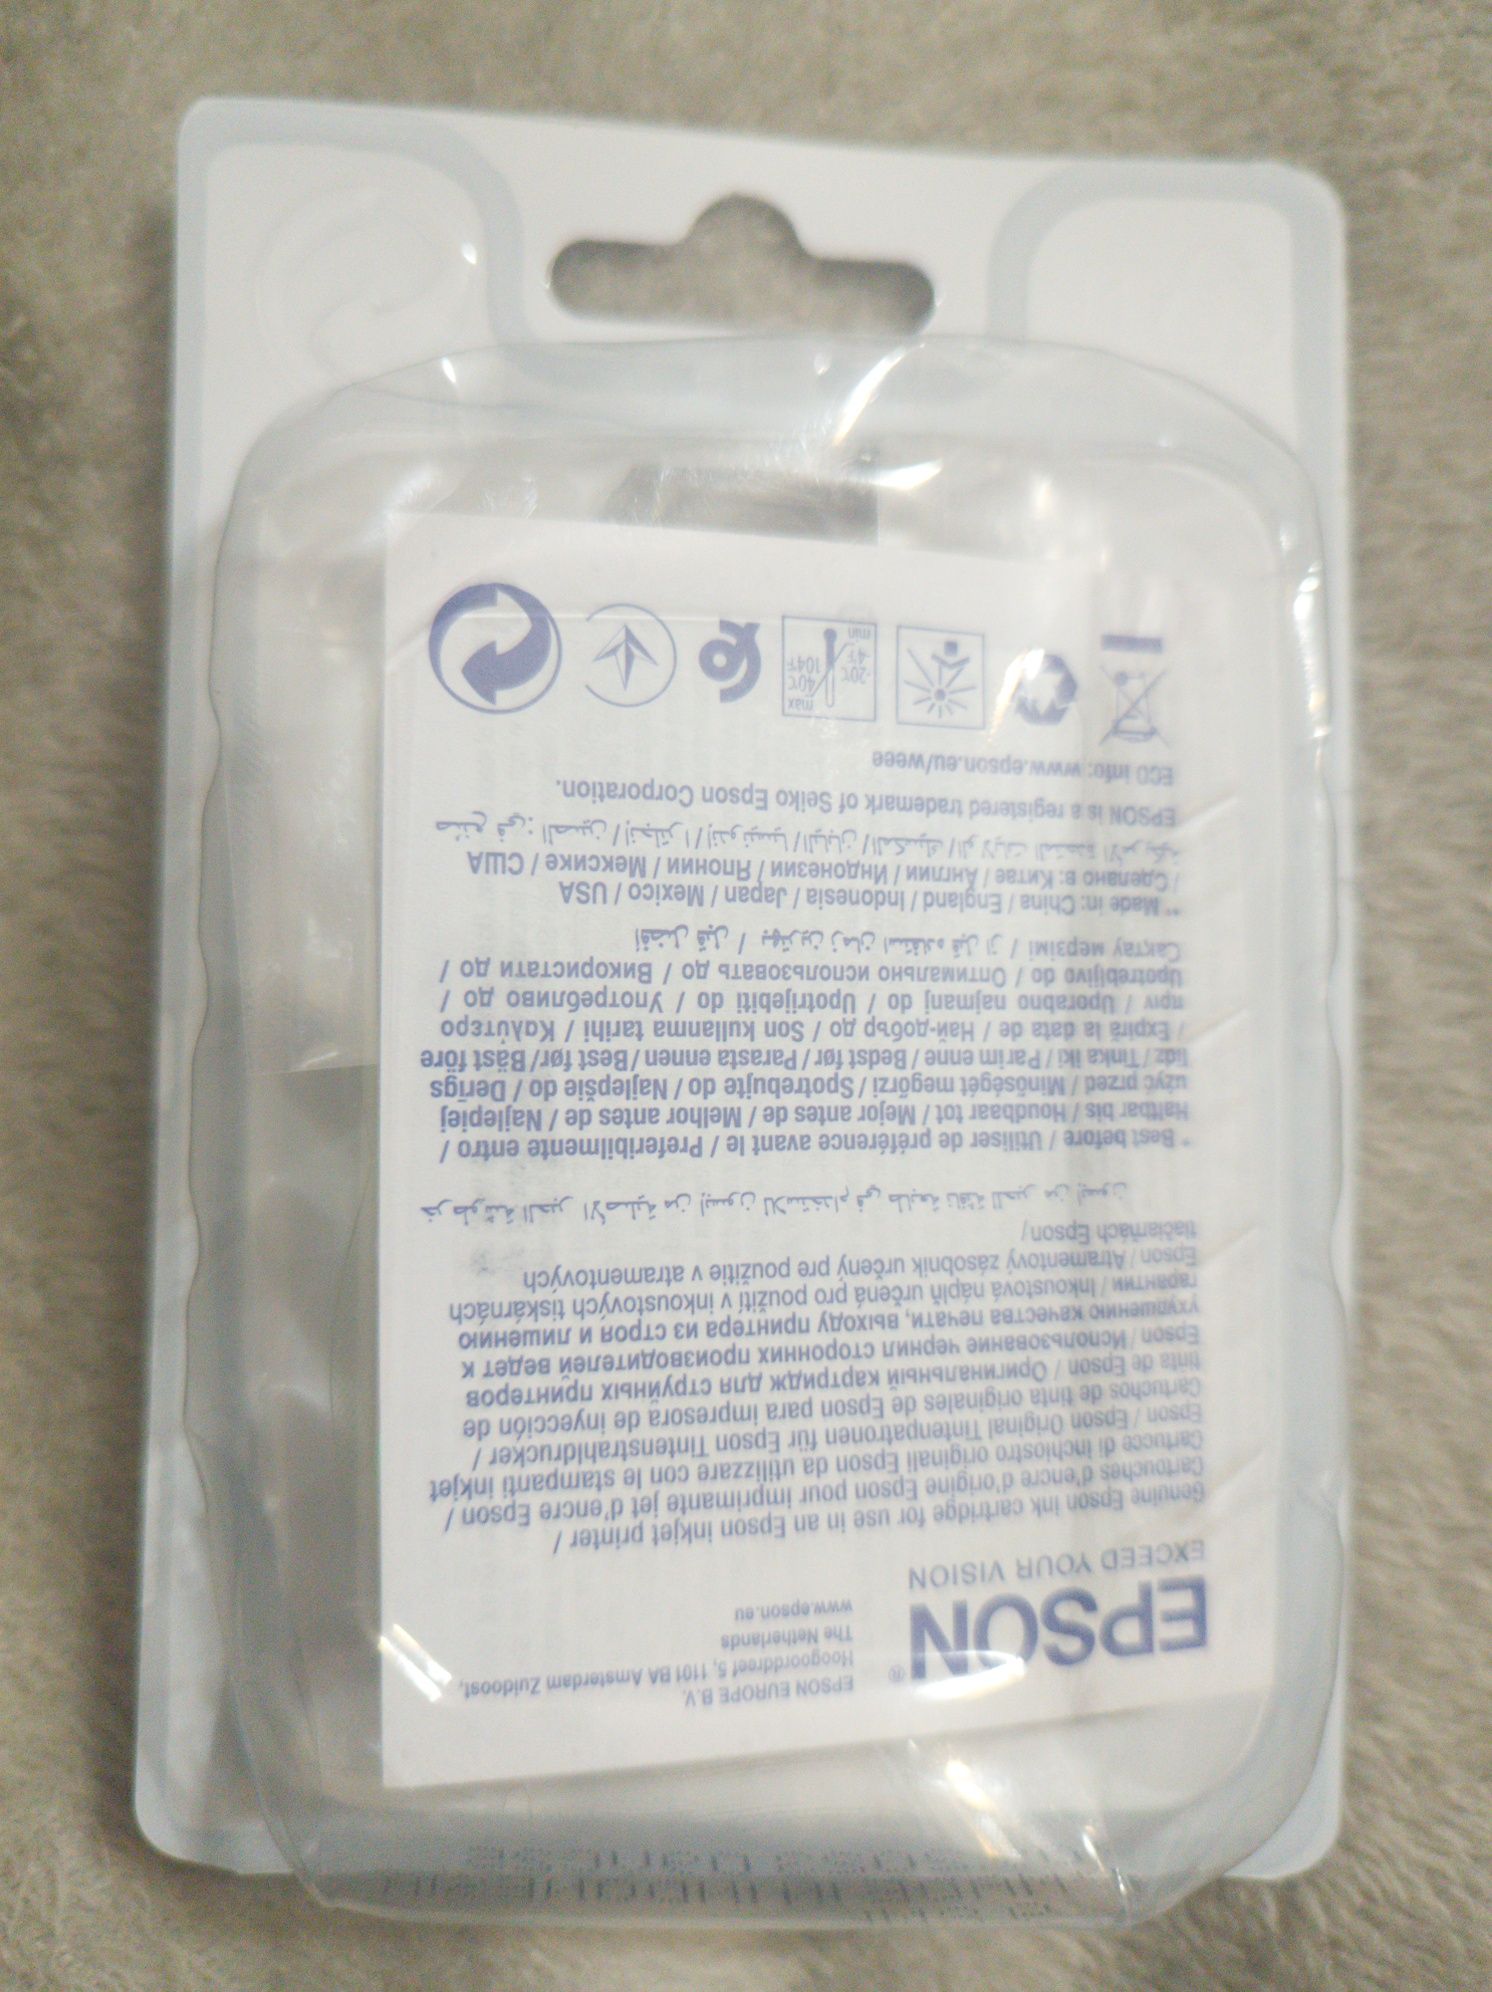 EPSON®
EXCEED YOUR VISION
EPSON EUROPE B.V.
Hoogoorddreef 5, 1101 BA Amsterdam Zuidoost,
The Netherlands
www.epson.eu
Genuine Epson ink cartridge for use in an Epson inkjet printer /
Cartouches d'encre d'origine Epson pour imprimante jet d'encre Epson /
Cartucce di inchiostro originali Epson da utilizzare con le stampanti inkjet
Epson / Epson Original Tintenpatronen für Epson Tintenstrahldrucker /
Cartuchos de tinta originales de Epson para impresora de inyección de
tinta de Epson / Оригинальный картридж для струйных принтеров
Epson / Использование чернил сторонних производителей ведет к
ухудшению качества печати, выходу принтера из строя и лишению
гарантии / Inkoustová náplň určená pro použití v inkoustových tiskárnách
Epson / Atramentový zásobník určený pre použitie v atramentových
tlačiarňach Epson /
* Best before / Utiliser de préférence avant le / Preferibilmente entro /
Haltbar bis / Houdbaar tot / Mejor antes de / Melhor antes de / Najlepiej
użyć przed / Minőségét megőrzi / Spotrebujte do / Najlepšie do / Derīgs
līdz / Tinka iki / Parim enne / Bedst før / Parasta ennen / Best før / Bäst före
/ Expiră la data de / Най-добър до / Son kullanma tarihi / Καλύτερο
πριν / Uporabno najmanj do / Upotrijebiti do / Употребливо до /
Upotrebljivo do / Оптимально использовать до / Використати до /
Сақтау мерзімі /
** Made in: China / England / Indonesia / Japan / Mexico / USA
/ Сделано в: Китае / Англии / Индонезии / Японии / Мексике / США
EPSON is a registered trademark of Seiko Epson Corporation.
ECO Info: www.epson.eu/weee
-20°C
-4°F
min
max
40°C
104°F